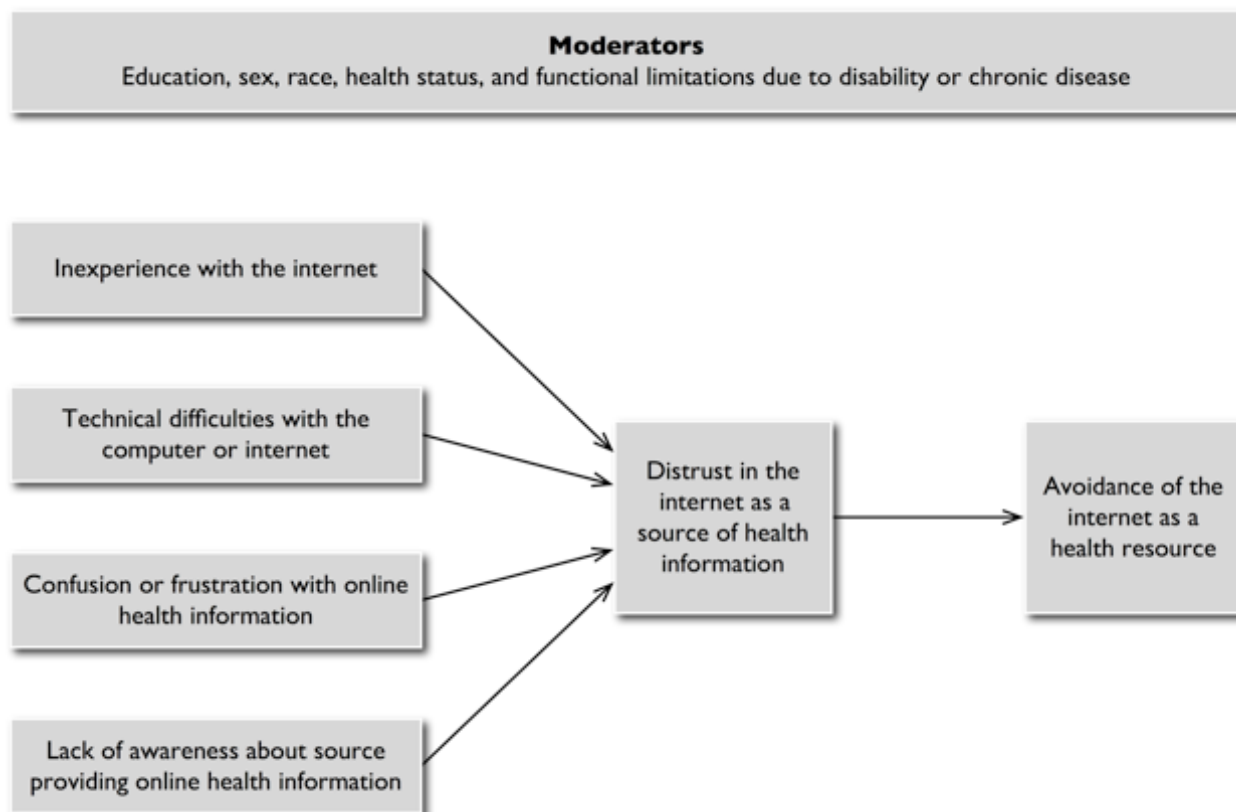 Moderators
Education, sex, race, health status, and functional limitations due to disability or chronic disease
Inexperience with the internet
Technical difficulties with the
computer or internet
Confusion or frustration with online
health information
Lack of awareness about source
providing online health information
Distrust in the
internet as a
source of health
information
Avoidance of the
internet as a
health resource